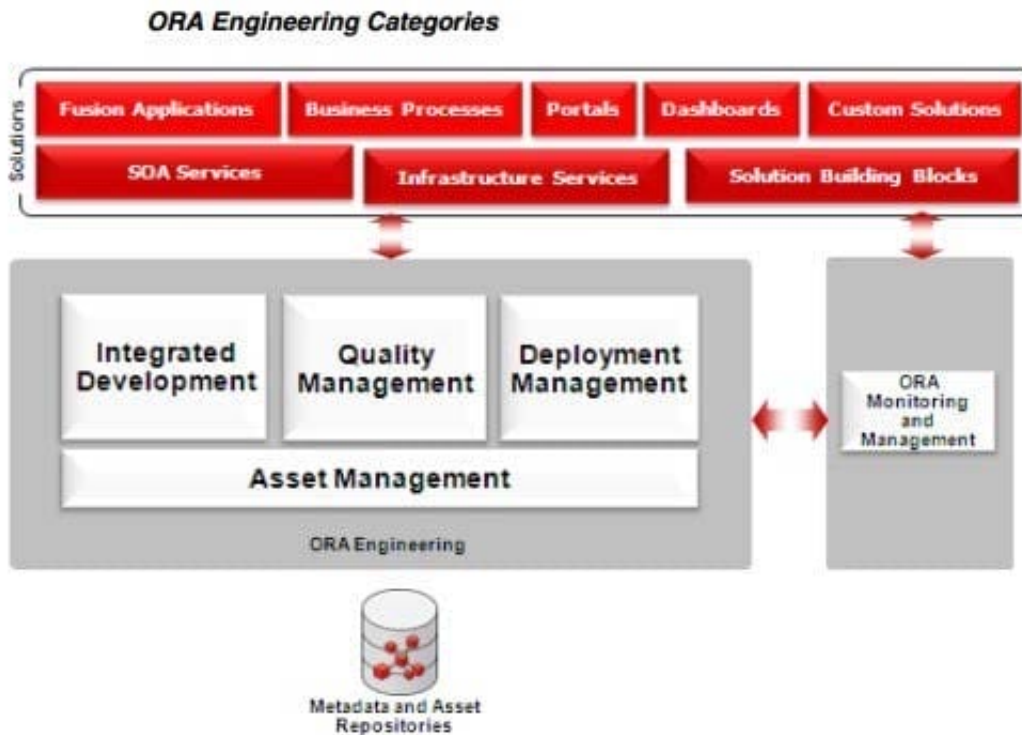 ORA Engineering Categories
Solutions
Fusion Applications
Business Processes
Portals
Dashboards
Custom Solutions
SOA Services
Infrastructure Services
Solution Building Blocks
Integrated
Development
Quality
Management
Deployment
Management
Asset Management
ORA Engineering
ORA
Monitoring
and
Management
Metadata and Asset
Repositories